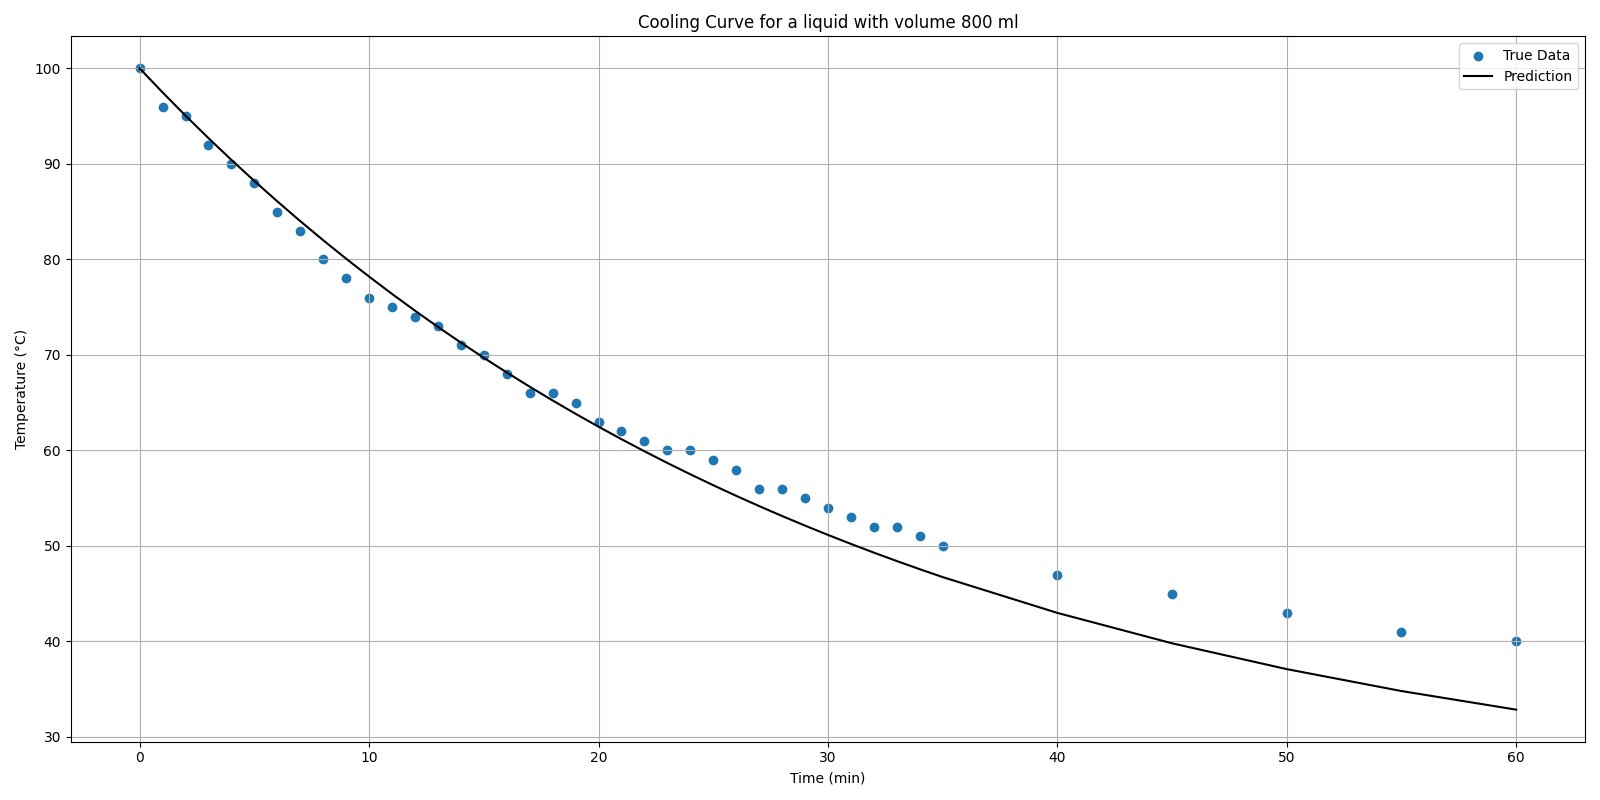 Cooling Curve for a liquid with volume 800 ml
True Data
Prediction
100
90
80
70
60
50
40
30
Temperature (°C)
0 10 20 30 40 50 60
Time (min)